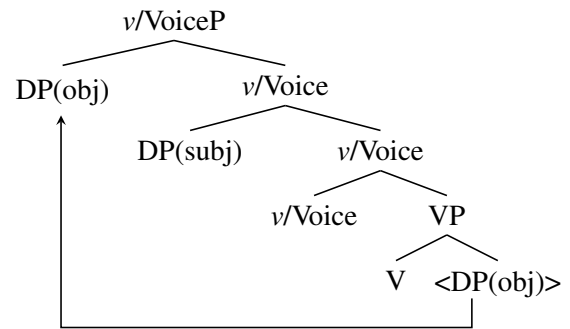 v/VoiceP
DP(obj) v/Voice
DP(subj) v/Voice
v/Voice VP
V <DP(obj)>